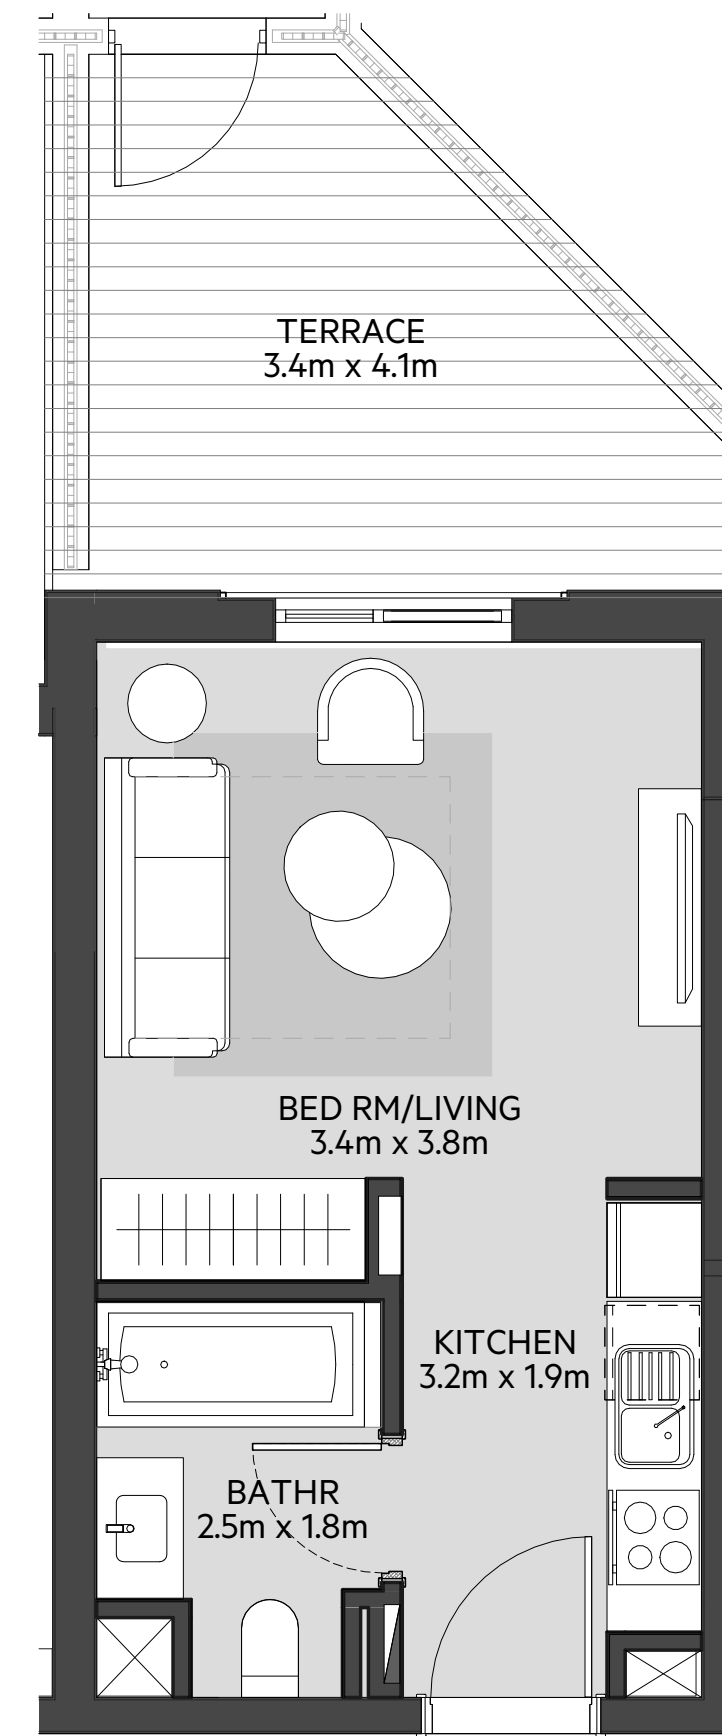 TERRACE
3.4m x 4.1m
BED RM/LIVING
3.4m x 3.8m
KITCHEN
3.2m x 1.9m
BATHR
2.5m x 1.8m